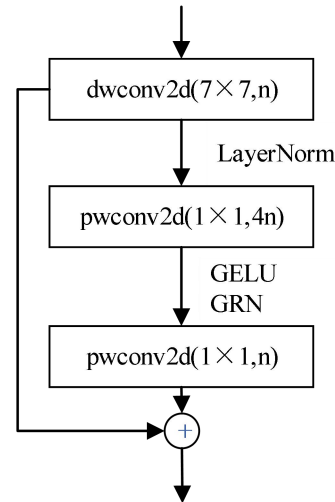 dwconv2d(7×7,n)
LayerNorm
pwconv2d(1×1,4n)
GELU
GRN
pwconv2d(1×1,n)
+